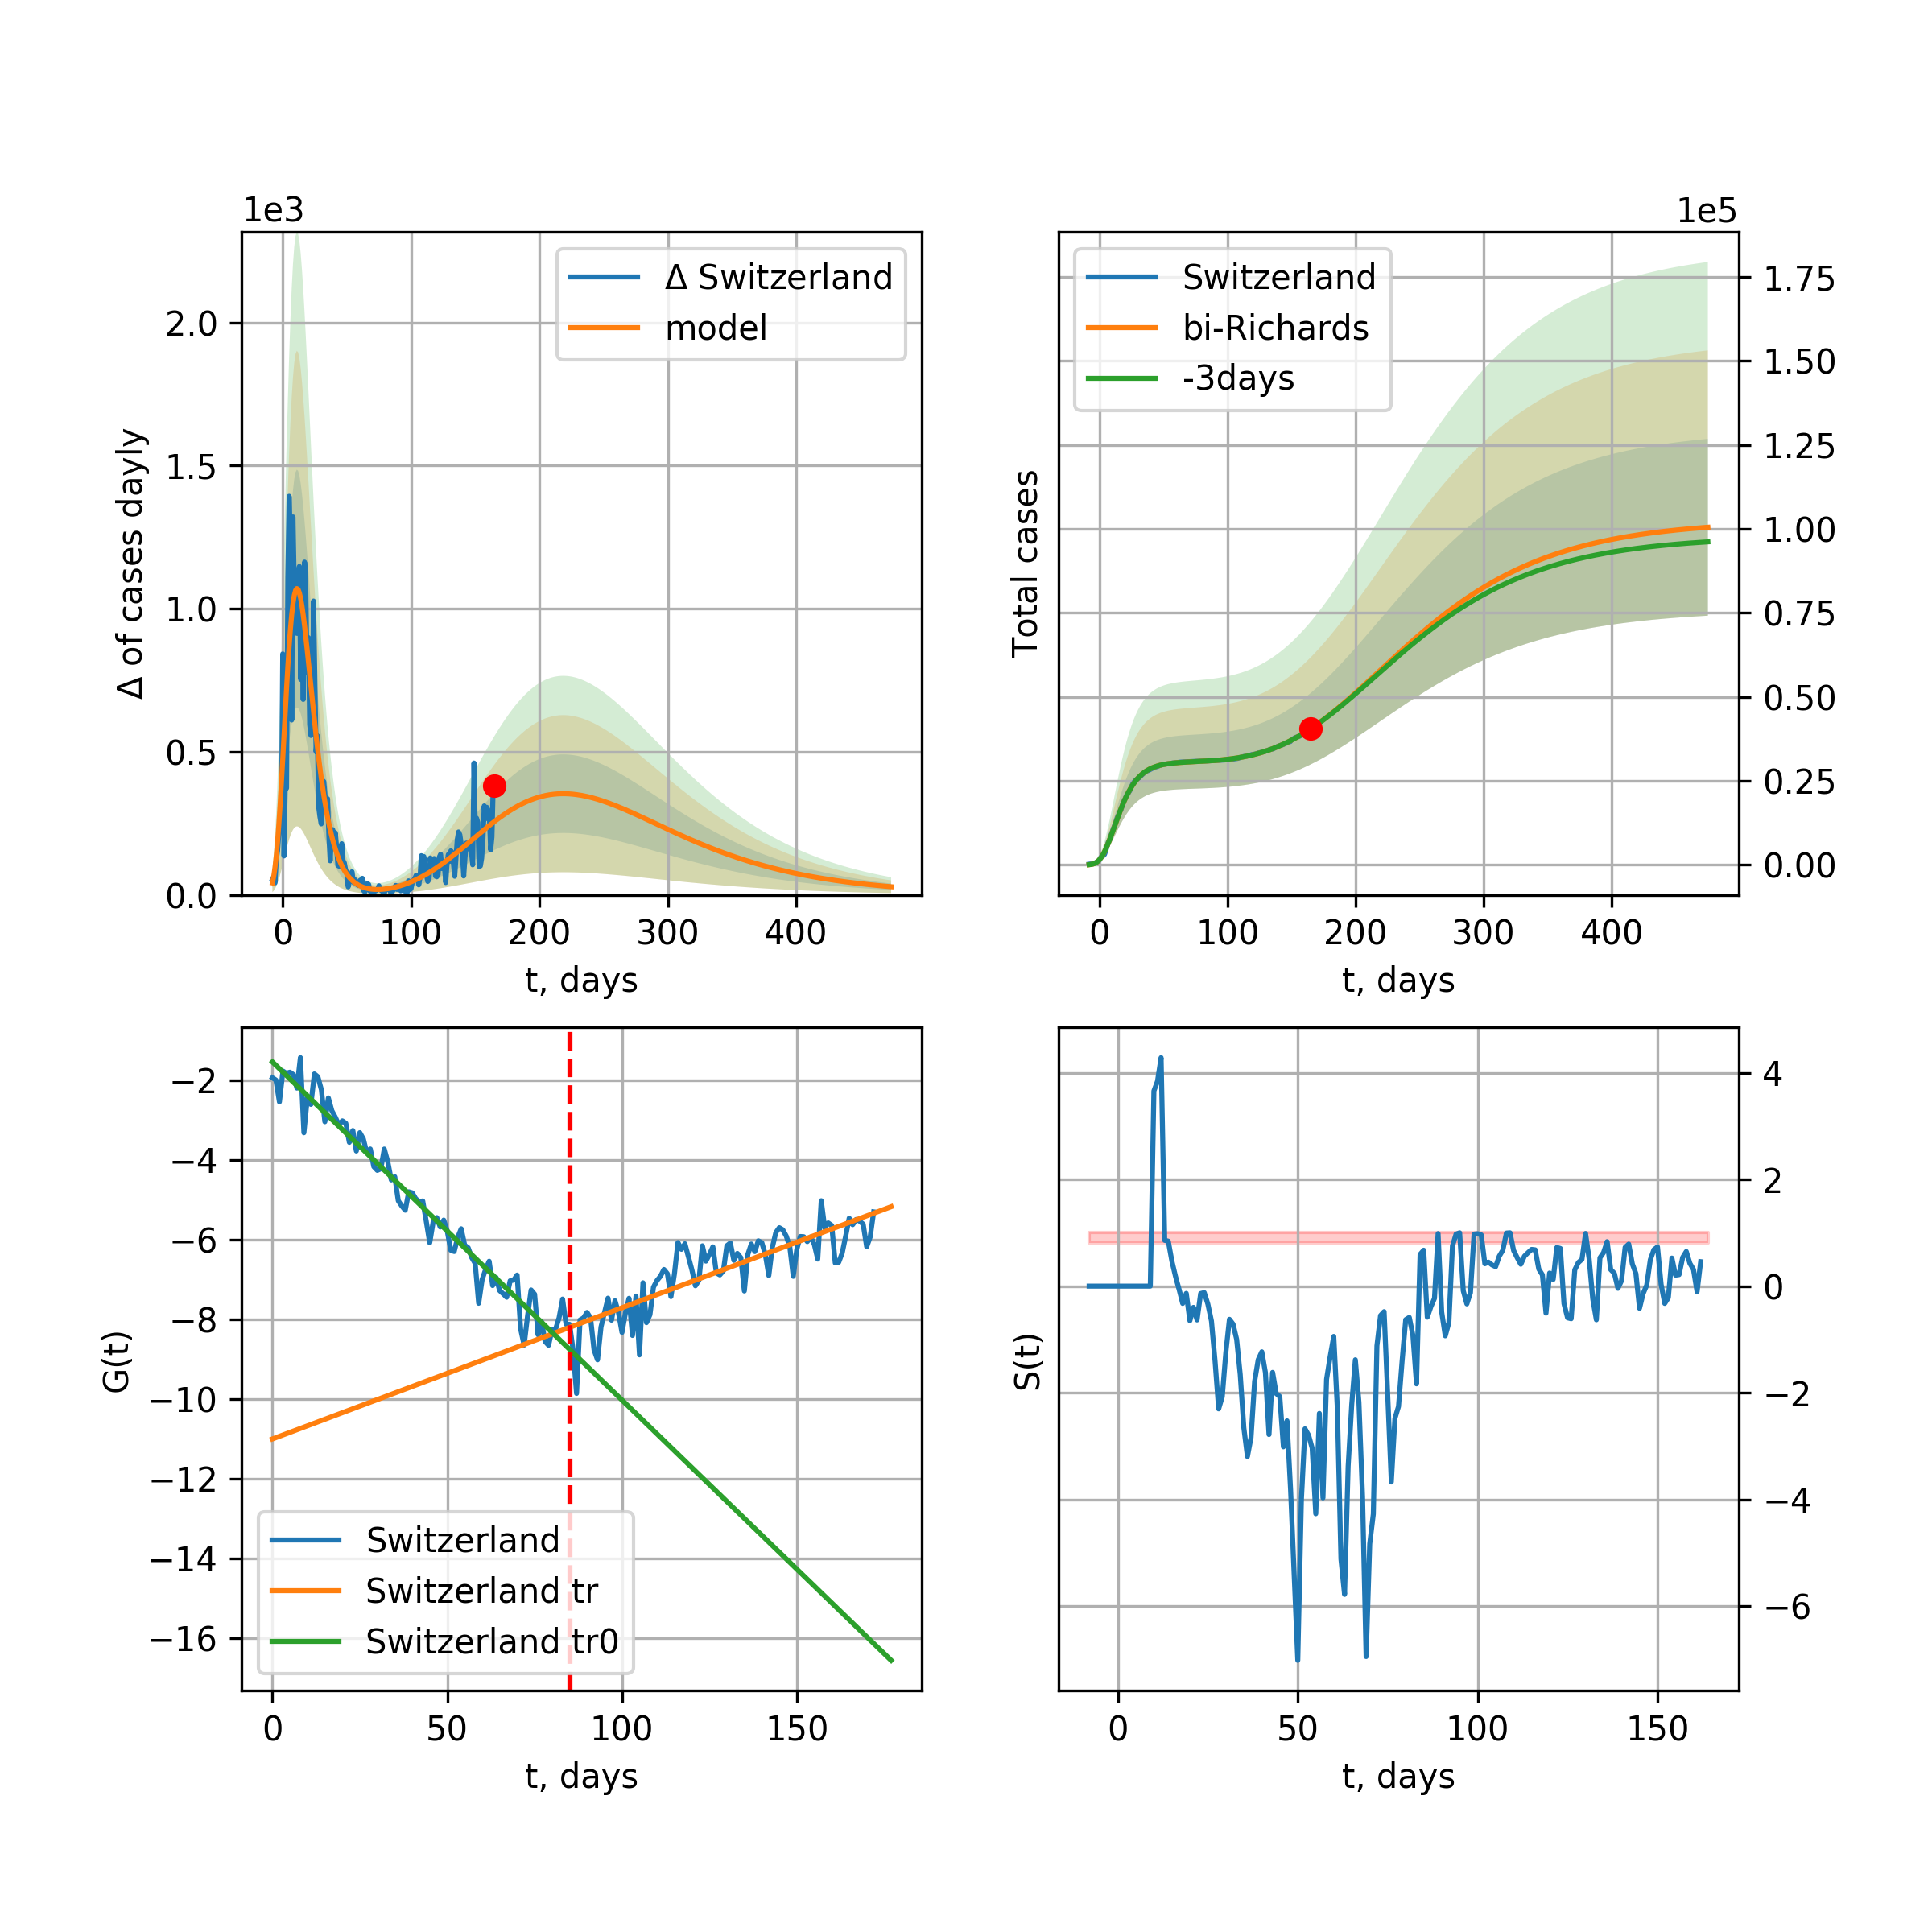 1e3
Δ Switzerland
model
2.0
1.5
1.0
0.5
0.0
Δ of cases dayly
0 100 200 300 400
t, days
1e5
Switzerland
bi-Richards
-3days
1.75
1.50
1.25
1.00
0.75
0.50
0.25
0.00
Total cases
0 100 200 300 400
t, days
−2
−4
−6
−8
−10
−12
−14
−16
G(t)
Switzerland
Switzerland tr
Switzerland tr0
0 50 100 150
t, days
4
2
0
−2
−4
−6
S(t)
0 50 100 150
t, days